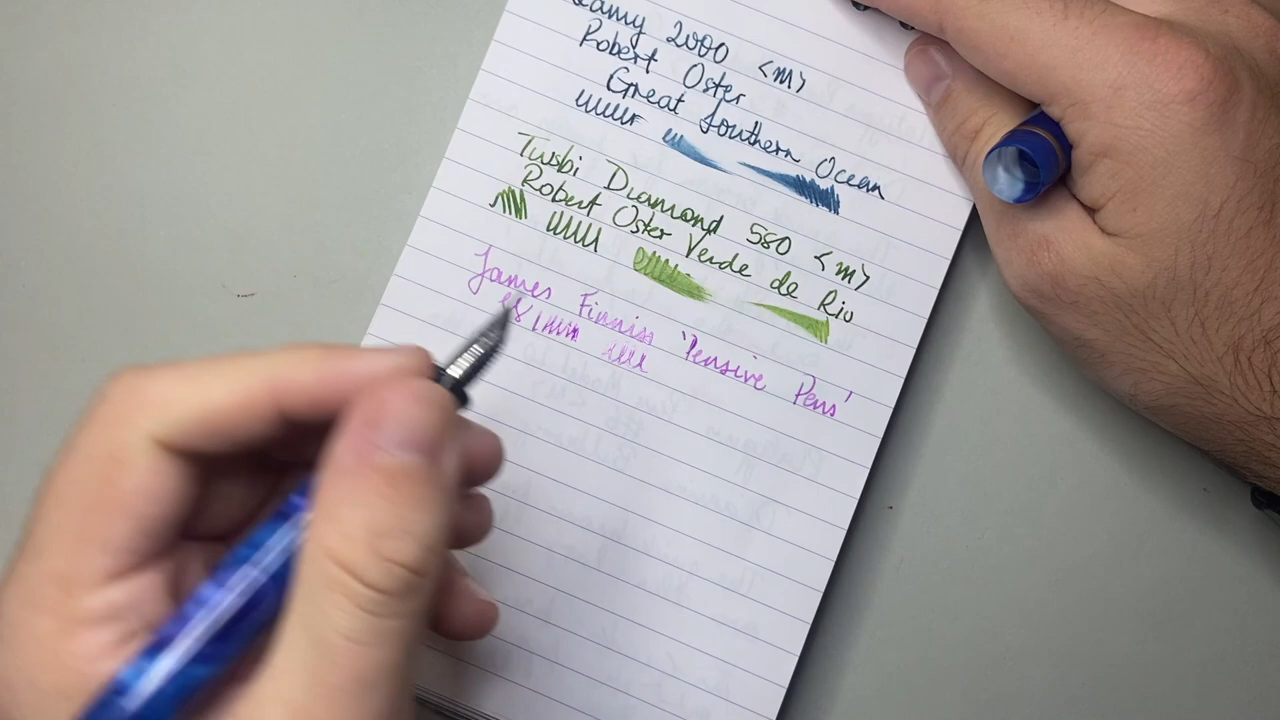 Lamy 2000 <m>
Robert Oster
Great Southern Ocean
Twsbi Diamond 580 <m>
Robert Oster Verde de Rio
James Finniss 'Pensive Pens'